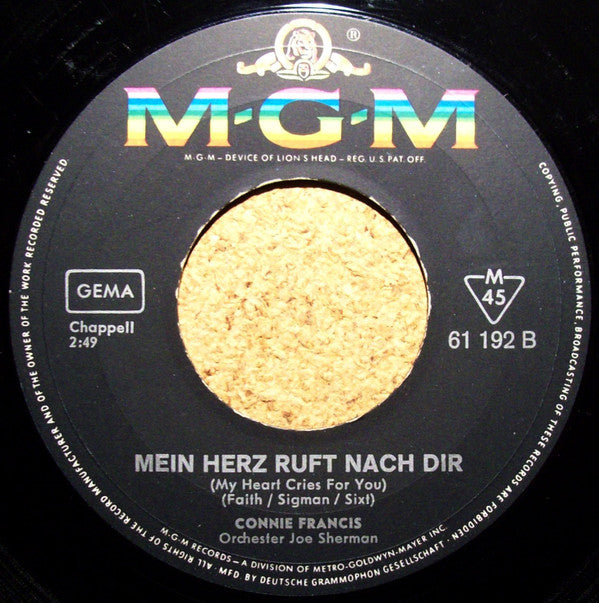 ®
M·G·M
M·G·M – DEVICE OF LION'S HEAD – REG. U.S. PAT. OFF.
GEMA
Chappell
2:49
M
45
61 192 B
MEIN HERZ RUFT NACH DIR
(My Heart Cries For You)
(Faith / Sigman / Sixt)
CONNIE FRANCIS
Orchester Joe Sherman
M·G·M RECORDS – A DIVISION OF METRO-GOLDWYN-MAYER INC.
ALL RIGHTS OF THE RECORD MANUFACTURER AND OF THE OWNER OF THE WORK RECORDED RESERVED.
COPYING, PUBLIC PERFORMANCE, BROADCASTING OF THESE RECORDS ARE FORBIDDEN
·MFD. BY DEUTSCHE GRAMMOPHON GESELLSCHAFT·